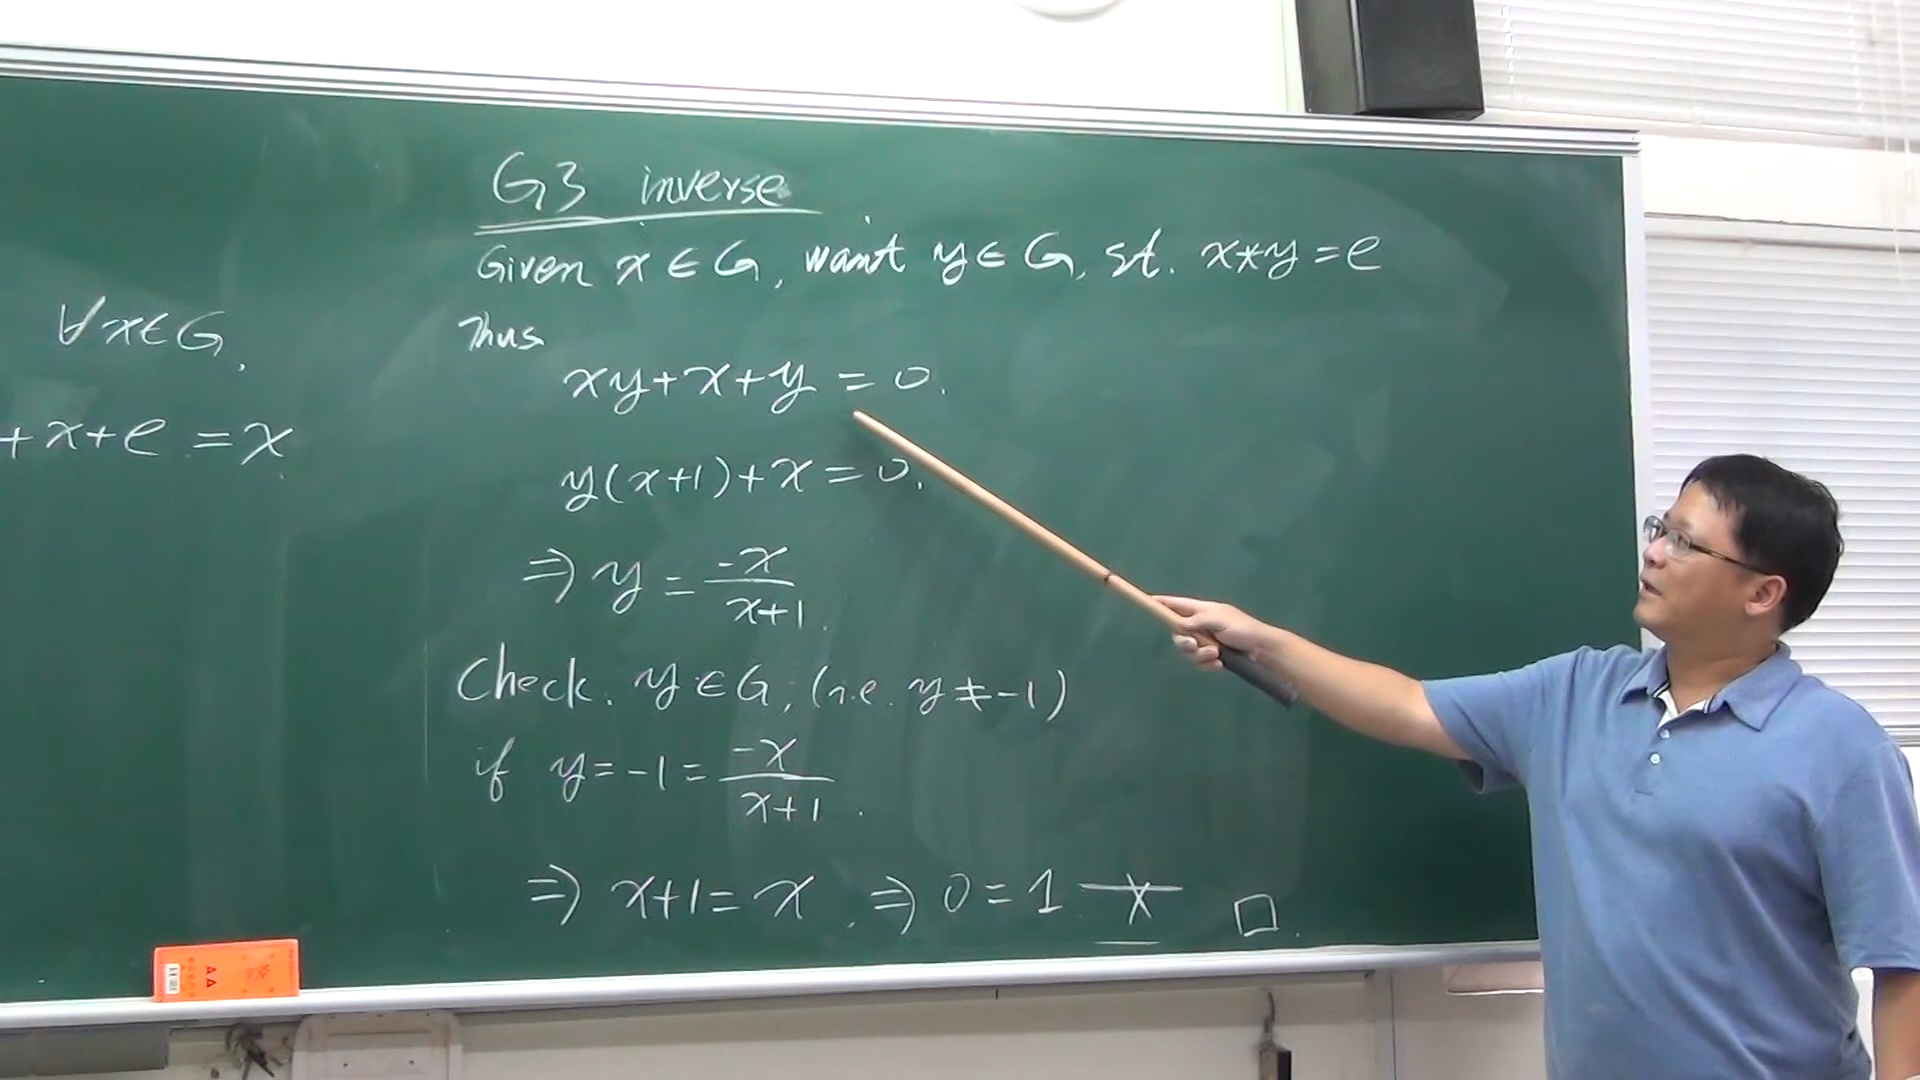 ∀x∈G,
+x+e=x
G3 inverse
Given x∈G, want y∈G, st. x*y=e
Thus
xy+x+y=0.
y(x+1)+x=0.
⇒ y = -x/(x+1).
Check. y∈G, (i.e. y≠-1)
if y=-1= -x/(x+1).
⇒ x+1=x, ⇒ 0=1 ※ □.